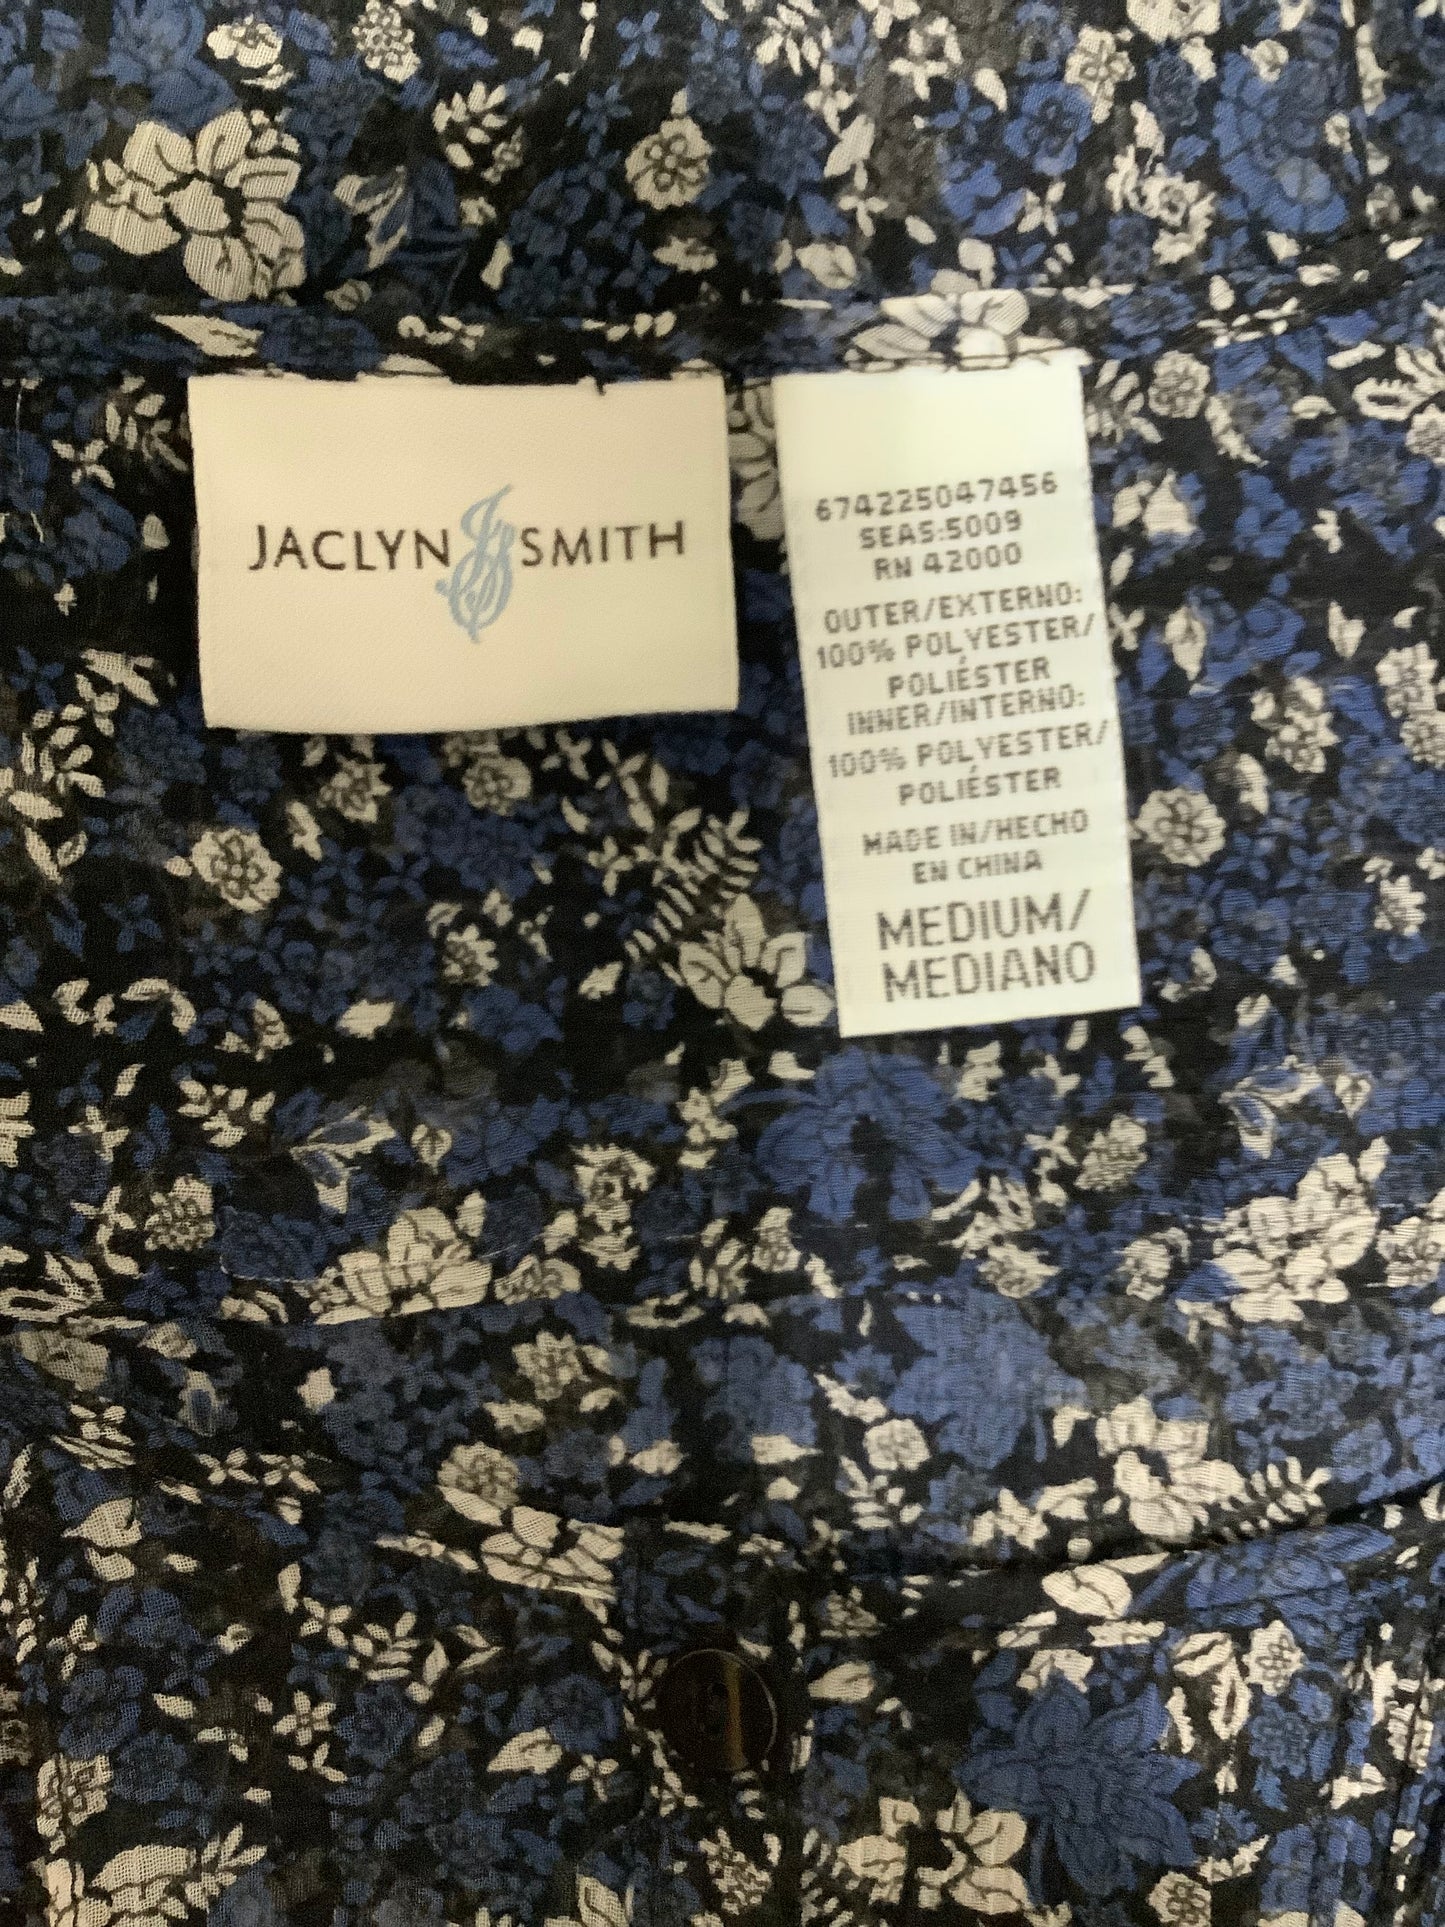 JACLYN JS SMITH
674225047456
SEAS:5009
RN 42000
OUTER/EXTERNO:
100% POLYESTER/
POLIÉSTER
INNER/INTERNO:
100% POLYESTER/
POLIÉSTER
MADE IN/HECHO
EN CHINA
MEDIUM/
MEDIANO